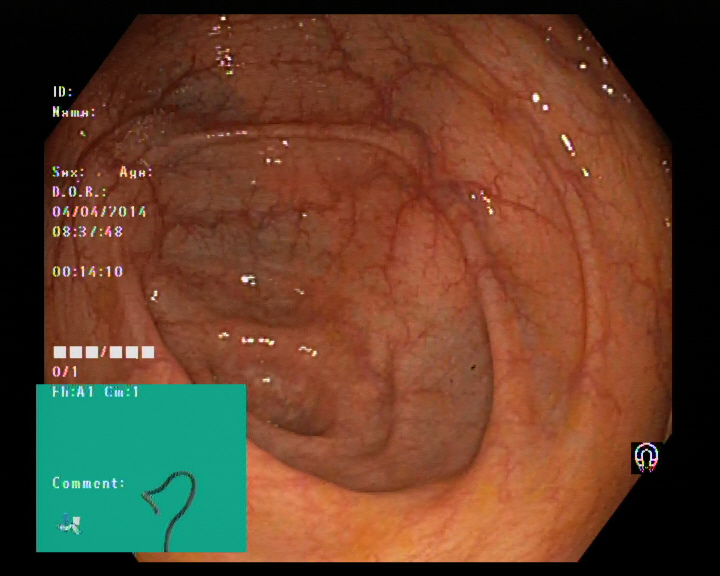 ID:
Name:
Sex: Age:
D.O.B.:
04/04/2014
08:37:48
00:14:10
■■■/■■■
0/1
Eh:A1 Cm:1
Comment: